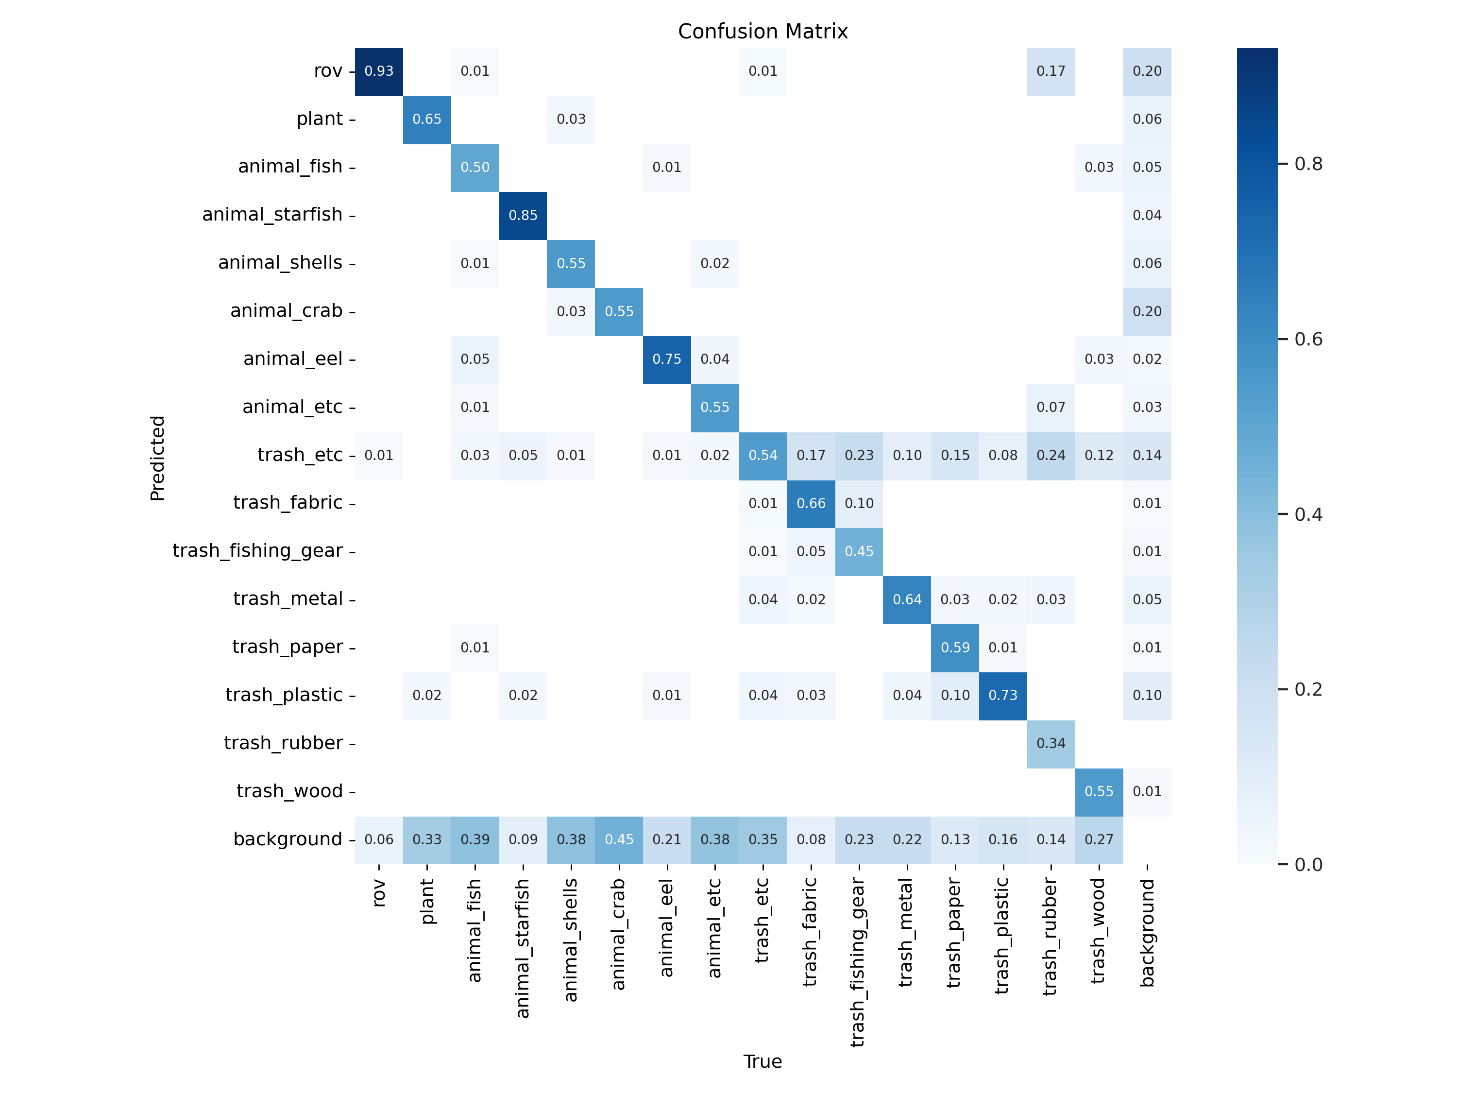 Confusion Matrix
rov 0.93 0.01 0.01 0.17 0.20
plant 0.65 0.03 0.06
animal_fish 0.50 0.01 0.03 0.05
animal_starfish 0.85 0.04
animal_shells 0.01 0.55 0.02 0.06
animal_crab 0.03 0.55 0.20
animal_eel 0.05 0.75 0.04 0.03 0.02
animal_etc 0.01 0.55 0.07 0.03
trash_etc 0.01 0.03 0.05 0.01 0.01 0.02 0.54 0.17 0.23 0.10 0.15 0.08 0.24 0.12 0.14
trash_fabric 0.01 0.66 0.10 0.01
trash_fishing_gear 0.01 0.05 0.45 0.01
trash_metal 0.04 0.02 0.64 0.03 0.02 0.03 0.05
trash_paper 0.01 0.59 0.01 0.01
trash_plastic 0.02 0.02 0.01 0.04 0.03 0.04 0.10 0.73 0.10
trash_rubber 0.34
trash_wood 0.55 0.01
background 0.06 0.33 0.39 0.09 0.38 0.45 0.21 0.38 0.35 0.08 0.23 0.22 0.13 0.16 0.14 0.27
Predicted
rov
plant
animal_fish
animal_starfish
animal_shells
animal_crab
animal_eel
animal_etc
trash_etc
trash_fabric
trash_fishing_gear
trash_metal
trash_paper
trash_plastic
trash_rubber
trash_wood
background
True
0.8
0.6
0.4
0.2
0.0